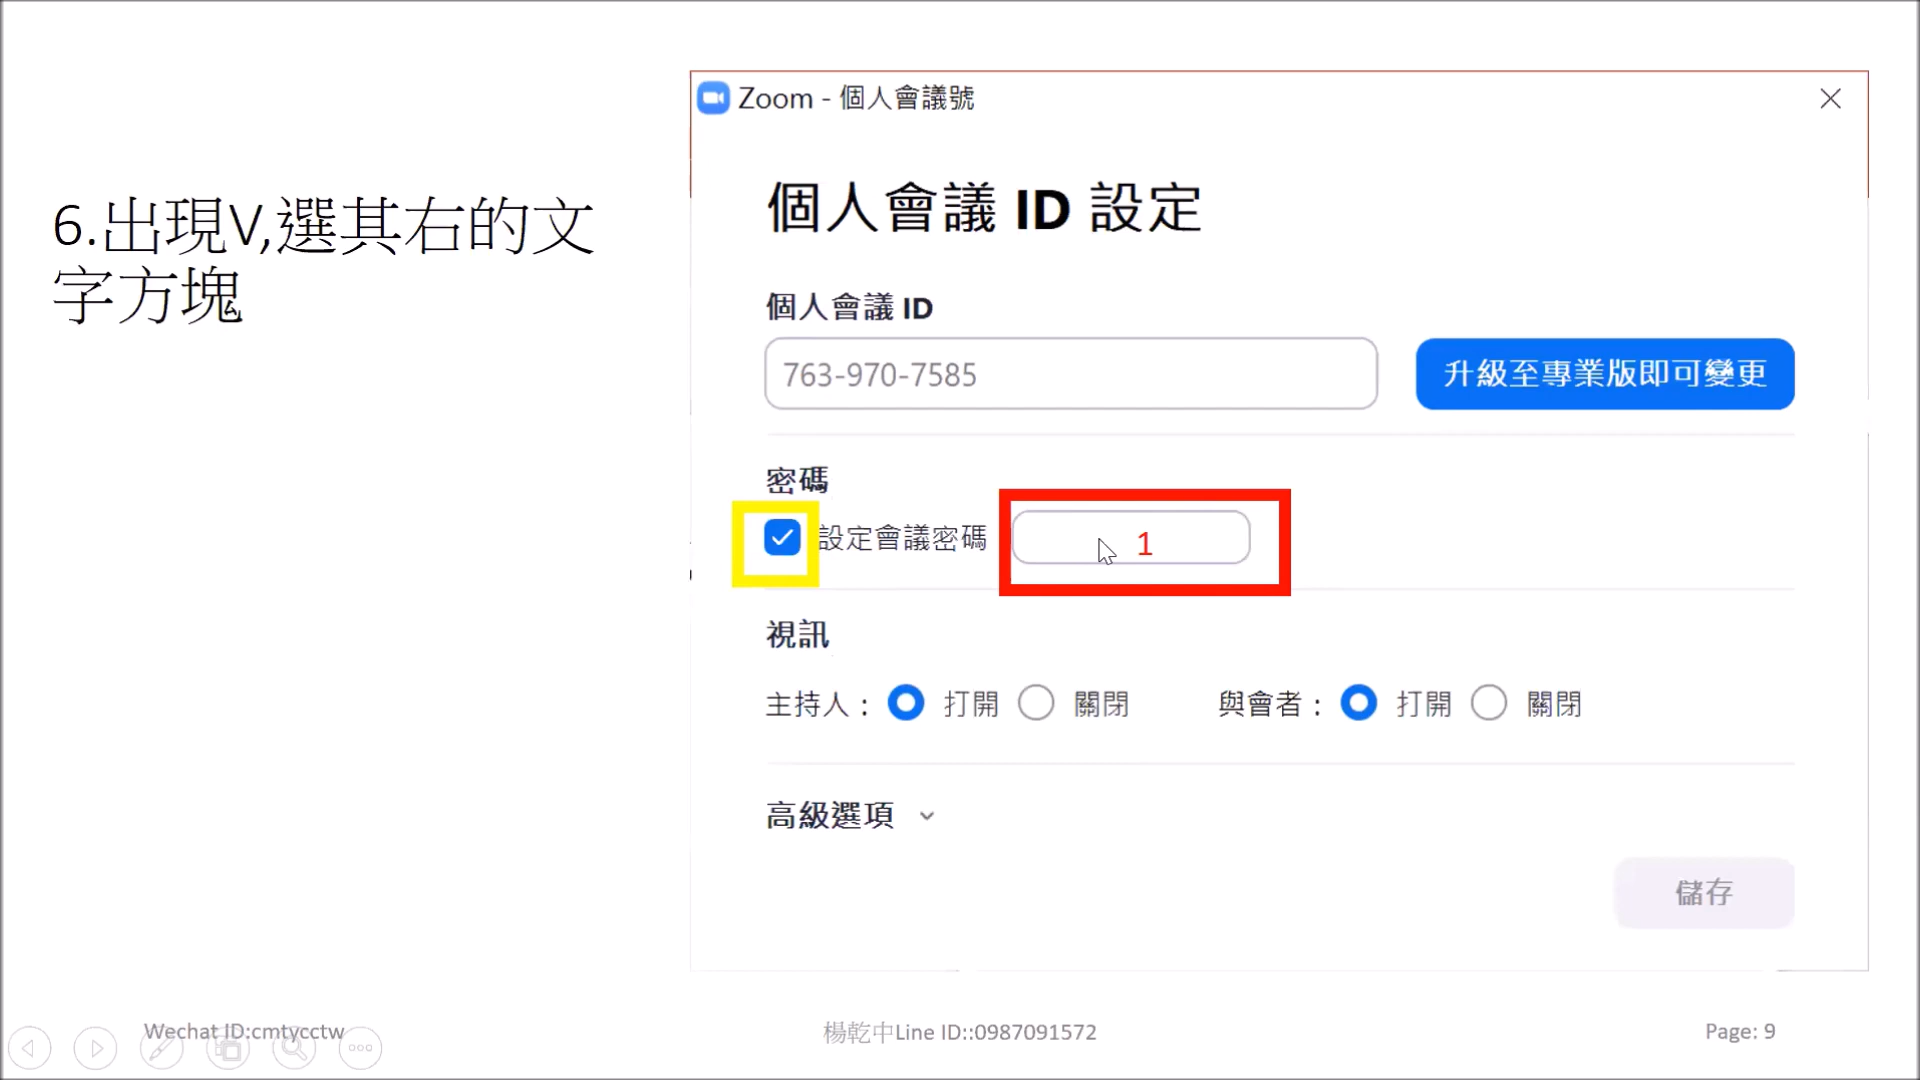 Zoom - 個人會議號
6.出現V,選其右的文
字方塊
個人會議 ID 設定
個人會議 ID
763-970-7585
升級至專業版即可變更
密碼
設定會議密碼
1
視訊
主持人： 打開 關閉 與會者： 打開 關閉
高級選項
儲存
Wechat ID:cmtycctw
楊乾中Line ID::0987091572
Page: 9